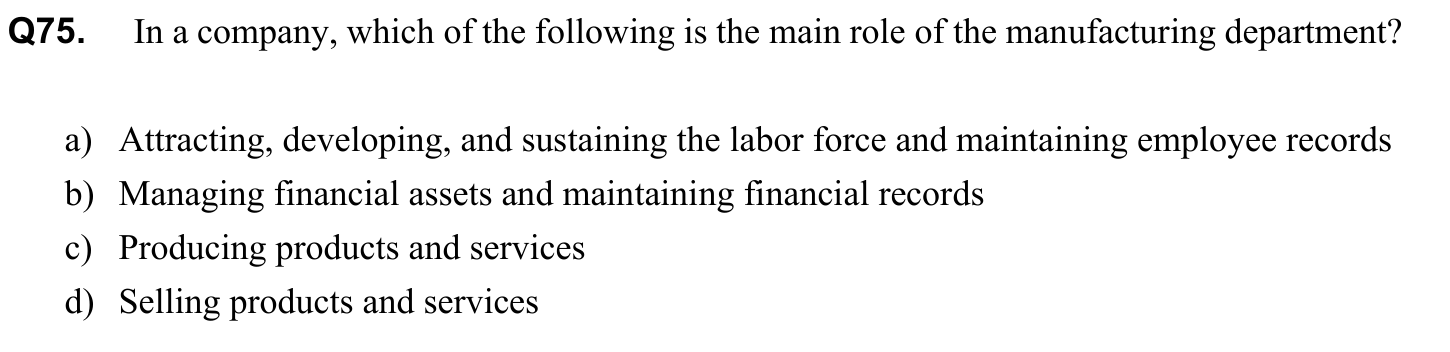 Q75. In a company, which of the following is the main role of the manufacturing department?
a) Attracting, developing, and sustaining the labor force and maintaining employee records
b) Managing financial assets and maintaining financial records
c) Producing products and services
d) Selling products and services